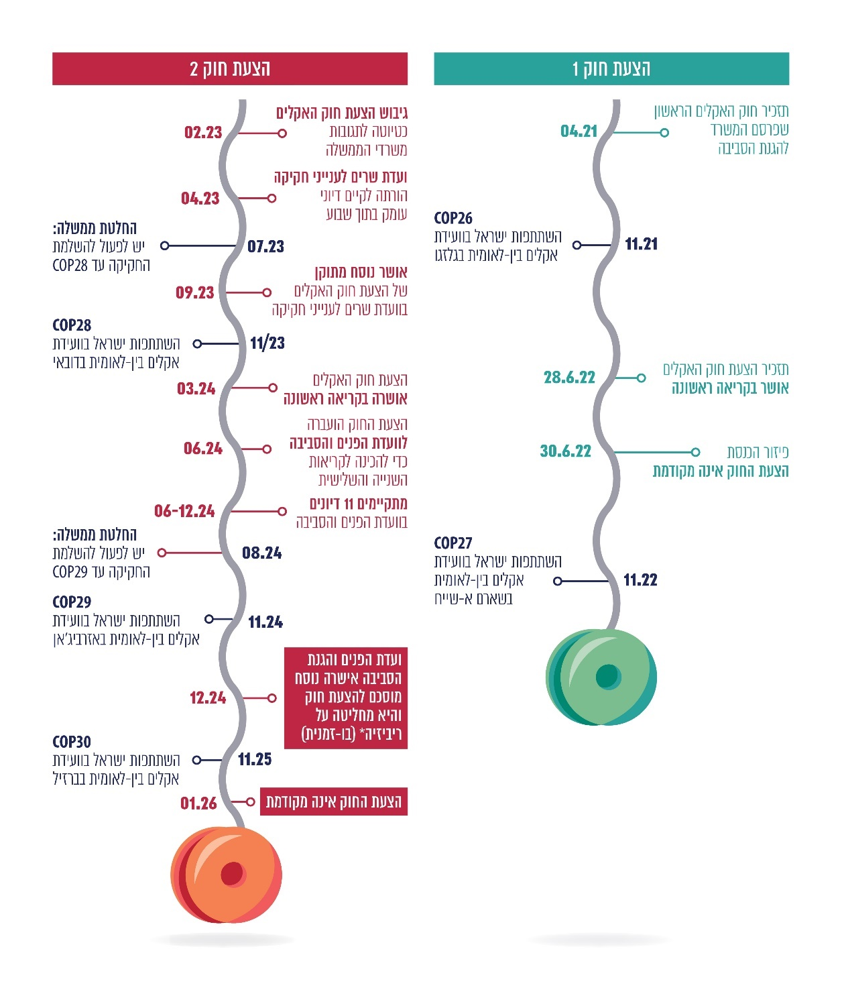 הצעת חוק 1
04.21
תזכיר חוק האקלים הראשון
שפרסם המשרד
להגנת הסביבה
COP26
השתתפות ישראל בוועידת
אקלים בין-לאומית בגלזגו
11.21
28.6.22
תזכיר הצעת חוק האקלים
אושר בקריאה ראשונה
30.6.22
פיזור הכנסת
הצעת החוק אינה מקודמת
COP27
השתתפות ישראל בוועידת
אקלים בין-לאומית
בשארם א-שייח
11.22
הצעת חוק 2
02.23
גיבוש הצעת חוק האקלים
כטיוטה לתגובות
משרדי הממשלה
04.23
ועדת שרים לענייני חקיקה
הורתה לקיים דיוני
עומק בתוך שבוע
החלטת ממשלה:
יש לפעול להשלמת
החקיקה עד COP28
07.23
09.23
אושר נוסח מתוקן
של הצעת חוק האקלים
בוועדת שרים לענייני חקיקה
COP28
השתתפות ישראל בוועידת
אקלים בין-לאומית בדובאי
11/23
03.24
הצעת חוק האקלים
אושרה בקריאה ראשונה
06.24
הצעת החוק הועברה
לוועדת הפנים והסביבה
כדי להכינה לקריאות
השנייה והשלישית
06-12.24
מתקיימים 11 דיונים
בוועדת הפנים והסביבה
החלטת ממשלה:
יש לפעול להשלמת
החקיקה עד COP29
08.24
COP29
השתתפות ישראל בוועידת
אקלים בין-לאומית באזרביג'אן
11.24
12.24
ועדת הפנים והגנת
הסביבה אישרה נוסח
מוסכם להצעת חוק
והיא מחליטה על
ריביזיה* (בו-זמנית)
COP30
השתתפות ישראל בוועידת
אקלים בין-לאומית בברזיל
11.25
01.26
הצעת החוק אינה מקודמת